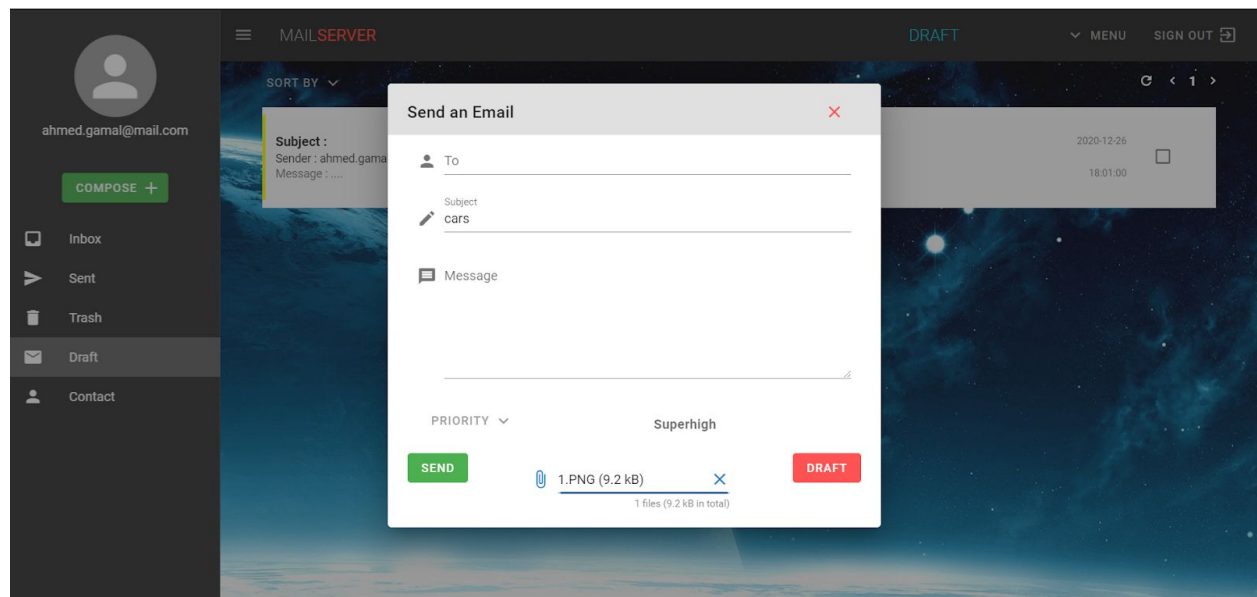 MAILSERVER
DRAFT
MENU
SIGN OUT
ahmed.gamal@mail.com
COMPOSE +
Inbox
Sent
Trash
Draft
Contact
SORT BY
1
Subject :
Sender : ahmed.gama
Message : ....
2020-12-26
18:01:00
Send an Email
To
Subject
cars
Message
PRIORITY
Superhigh
SEND
1.PNG (9.2 kB)
1 files (9.2 kB in total)
DRAFT